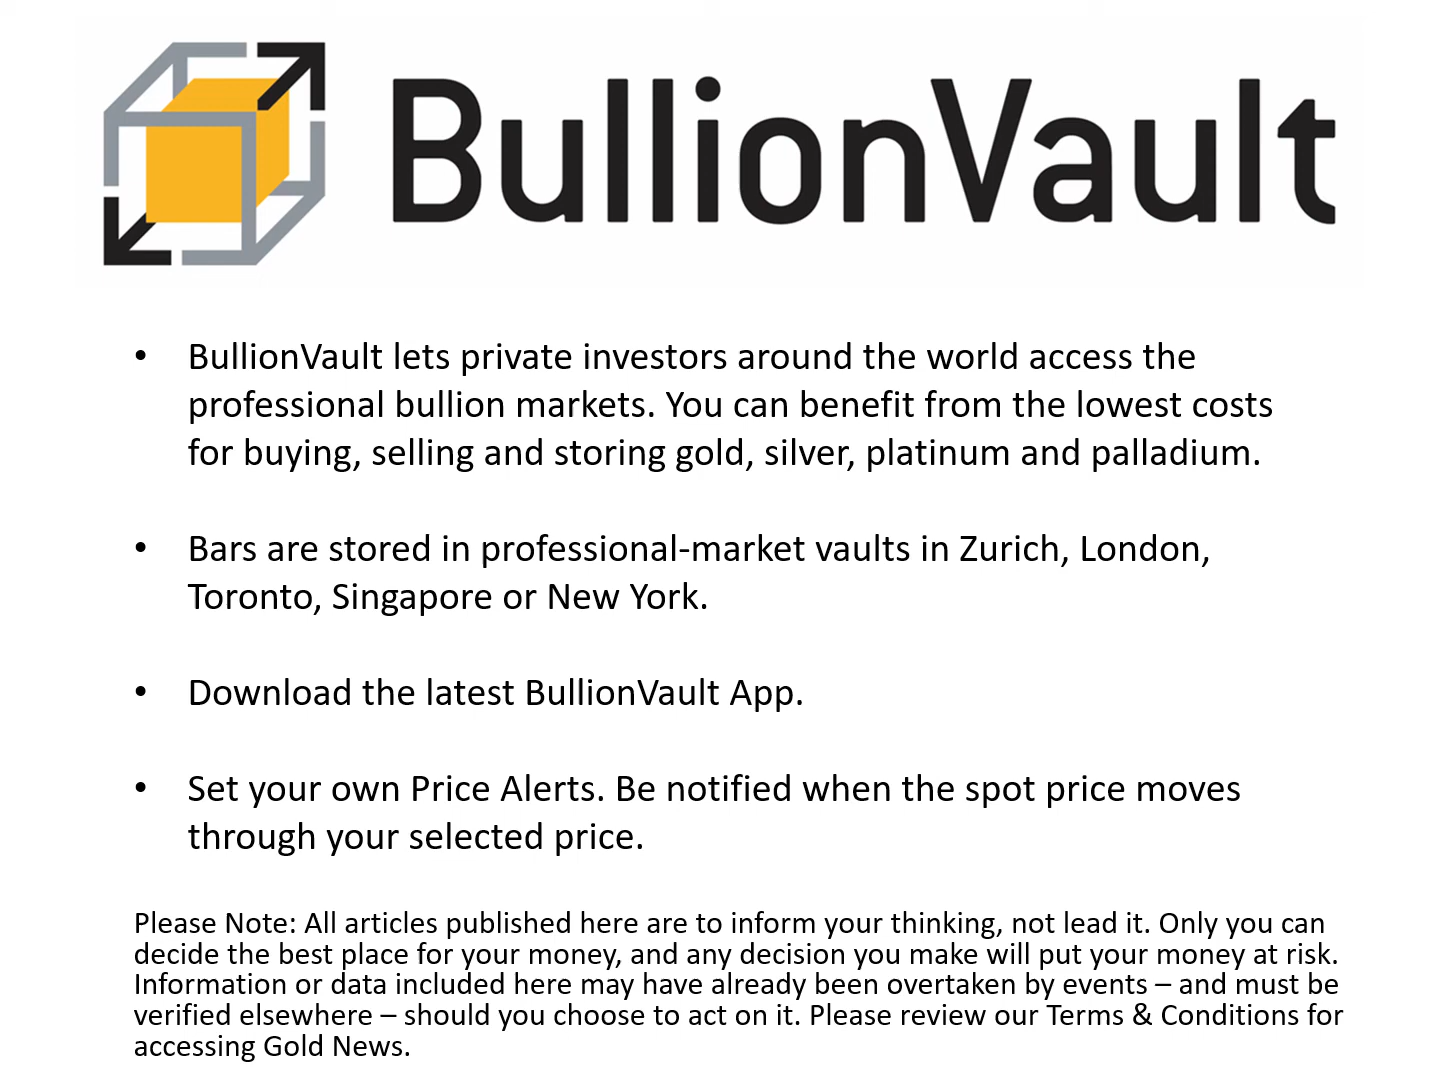 BullionVault
• BullionVault lets private investors around the world access the
professional bullion markets. You can benefit from the lowest costs
for buying, selling and storing gold, silver, platinum and palladium.
• Bars are stored in professional-market vaults in Zurich, London,
Toronto, Singapore or New York.
• Download the latest BullionVault App.
• Set your own Price Alerts. Be notified when the spot price moves
through your selected price.
Please Note: All articles published here are to inform your thinking, not lead it. Only you can
decide the best place for your money, and any decision you make will put your money at risk.
Information or data included here may have already been overtaken by events – and must be
verified elsewhere – should you choose to act on it. Please review our Terms & Conditions for
accessing Gold News.